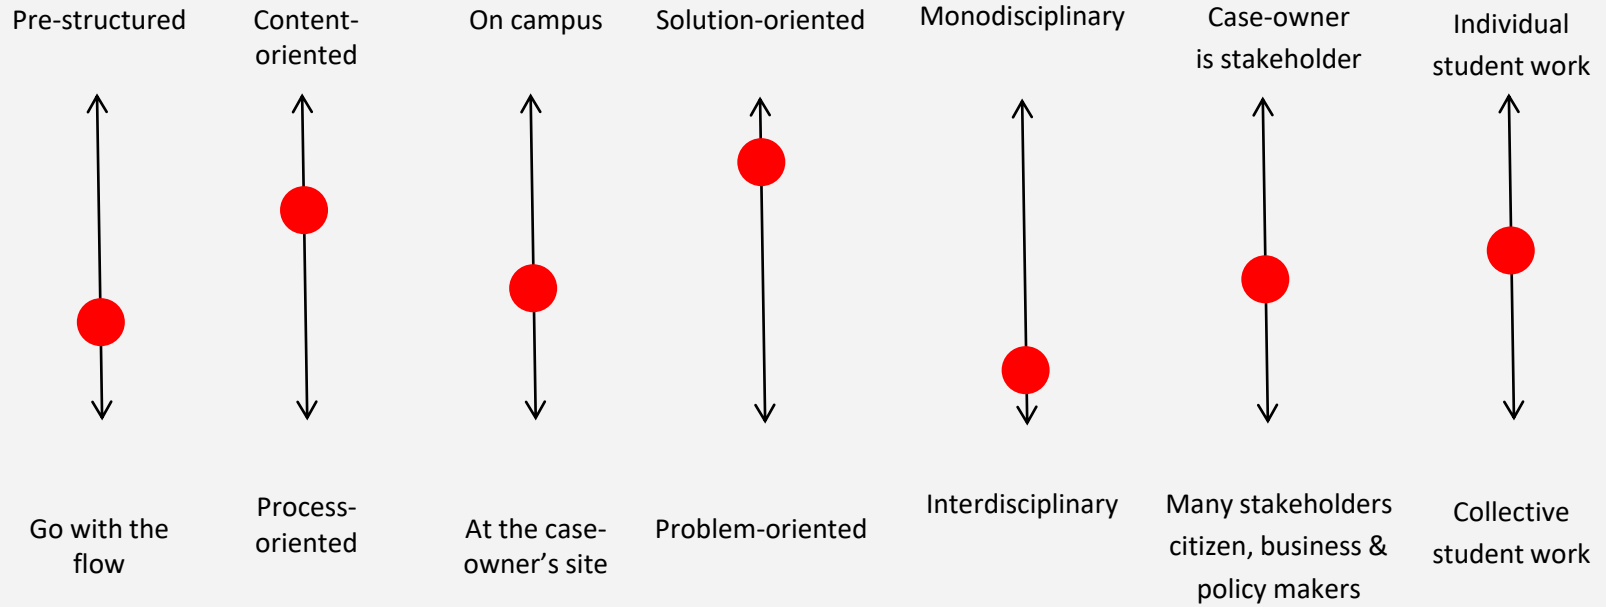 Pre-structured
Content-
oriented
On campus
Solution-oriented
Monodisciplinary
Case-owner
is stakeholder
Individual
student work
Go with the
flow
Process-
oriented
At the case-
owner’s site
Problem-oriented
Interdisciplinary
Many stakeholders
citizen, business &
policy makers
Collective
student work